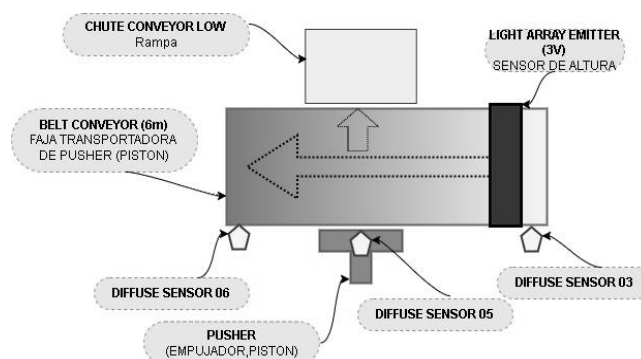 CHUTE CONVEYOR LOW
Rampa
LIGHT ARRAY EMITTER
(3V)
SENSOR DE ALTURA
BELT CONVEYOR (6m)
FAJA TRANSPORTADORA
DE PUSHER (PISTON)
DIFFUSE SENSOR 06
DIFFUSE SENSOR 05
DIFFUSE SENSOR 03
PUSHER
(EMPUJADOR,PISTON)